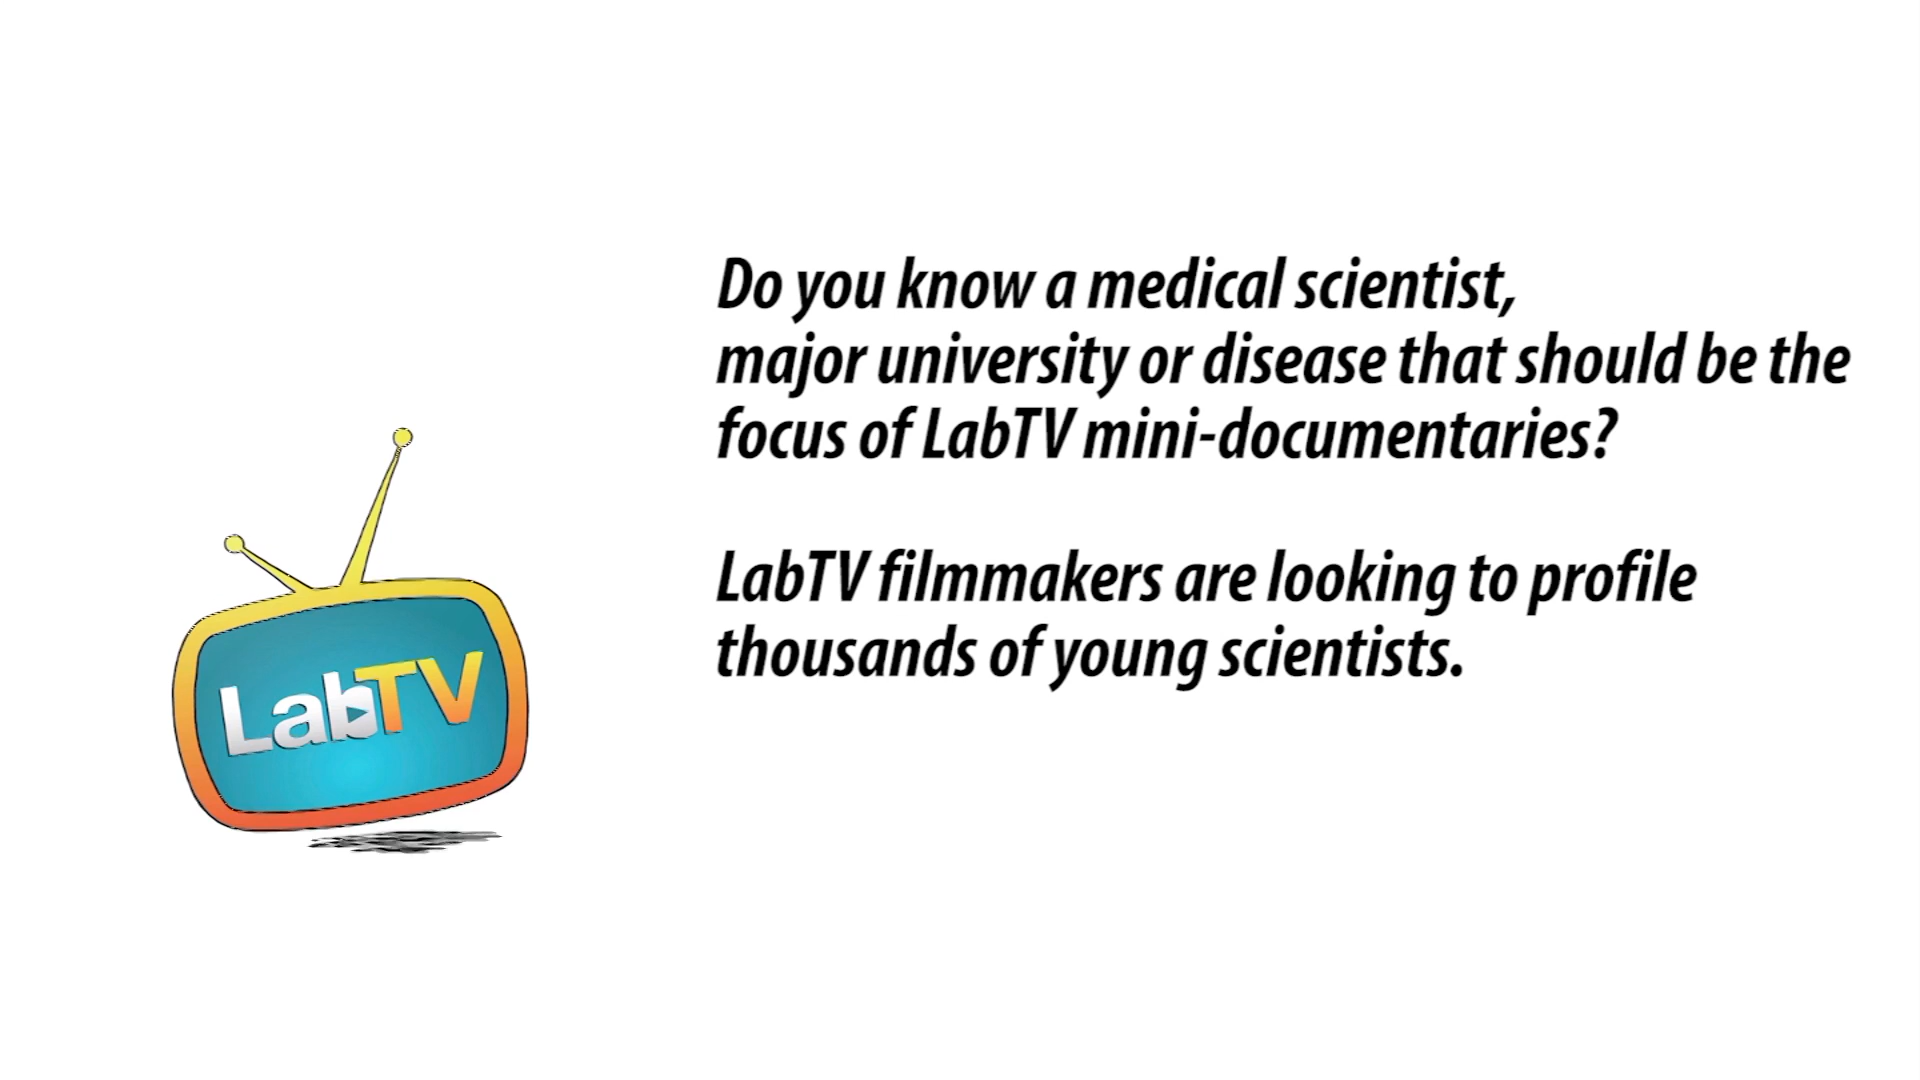 Do you know a medical scientist,
major university or disease that should be the
focus of LabTV mini-documentaries?
LabTV filmmakers are looking to profile
thousands of young scientists.
LabTV